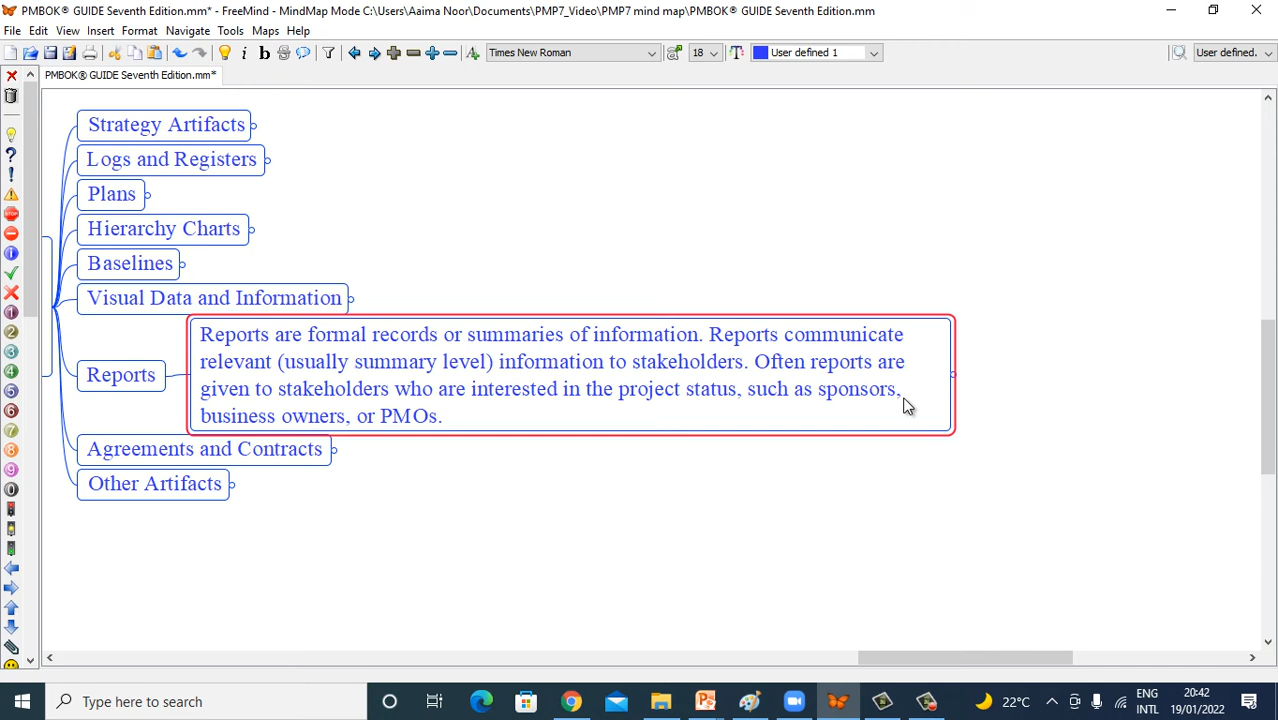 PMBOK® GUIDE Seventh Edition.mm* - FreeMind - MindMap Mode C:\Users\Aaima Noor\Documents\PMP7_Video\PMP7 mind map\PMBOK® GUIDE Seventh Edition.mm
File Edit View Insert Format Navigate Tools Maps Help
b Times New Roman 18 User defined 1 User defined.
PMBOK® GUIDE Seventh Edition.mm*
Strategy Artifacts
Logs and Registers
Plans
Hierarchy Charts
Baselines
Visual Data and Information
Reports
Reports are formal records or summaries of information. Reports communicate
relevant (usually summary level) information to stakeholders. Often reports are
given to stakeholders who are interested in the project status, such as sponsors,
business owners, or PMOs.
Agreements and Contracts
Other Artifacts
Type here to search
22°C
ENG
INTL
20:42
19/01/2022